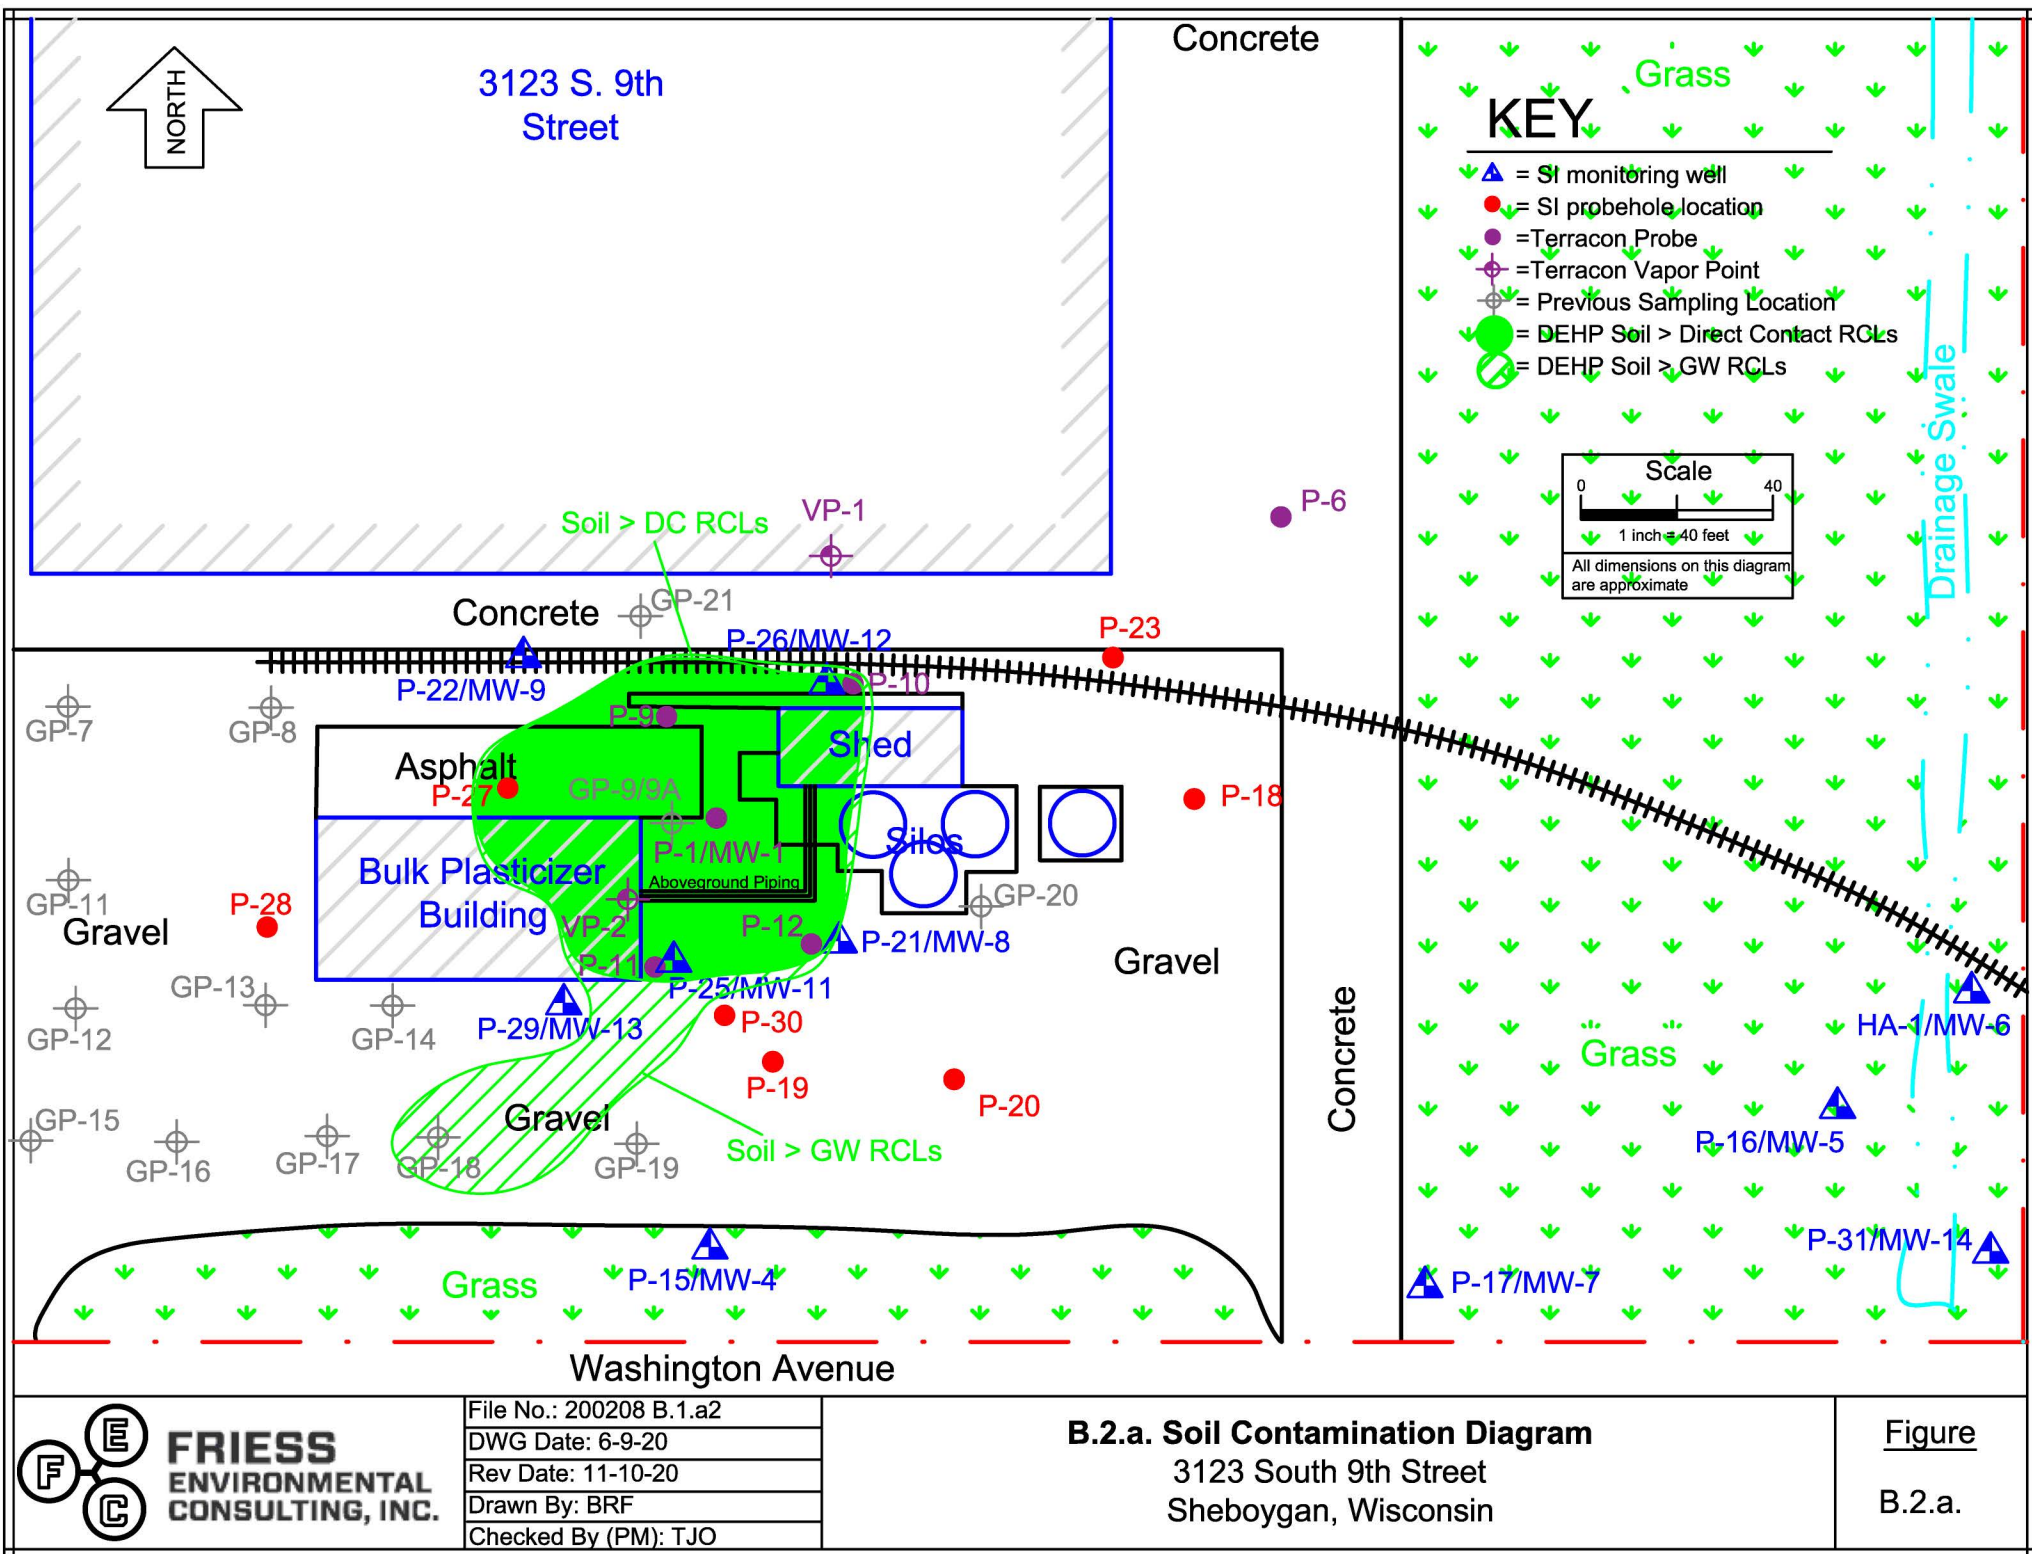 Concrete
NORTH
3123 S. 9th
Street
Grass
KEY
= SI monitoring well
= SI probehole location
=Terracon Probe
=Terracon Vapor Point
= Previous Sampling Location
= DEHP Soil > Direct Contact RCLs
= DEHP Soil > GW RCLs
Scale
0 40
1 inch = 40 feet
All dimensions on this diagram
are approximate
Drainage Swale
Soil > DC RCLs
VP-1
P-6
Concrete
GP-21
P-26/MW-12
P-23
P-22/MW-9
P-10
GP-7
GP-8
P-9
Shed
Asphalt
P-27
GP-9/9A
P-18
Silos
P-1/MW-1
Bulk Plasticizer
Building
Aboveground Piping
GP-11
P-28
GP-20
Gravel
VP-2
P-12
P-21/MW-8
Gravel
P-11
GP-13
P-25/MW-11
GP-12
GP-14
P-29/MW-13
P-30
Concrete
HA-1/MW-6
Grass
P-19
P-20
GP-15
Gravel
P-16/MW-5
GP-16
GP-17
GP-18
GP-19
Soil > GW RCLs
P-31/MW-14
Grass
P-15/MW-4
P-17/MW-7
Washington Avenue
F
E
C
FRIESS
ENVIRONMENTAL
CONSULTING, INC.
File No.: 200208 B.1.a2
DWG Date: 6-9-20
Rev Date: 11-10-20
Drawn By: BRF
Checked By (PM): TJO
B.2.a. Soil Contamination Diagram
3123 South 9th Street
Sheboygan, Wisconsin
Figure
B.2.a.